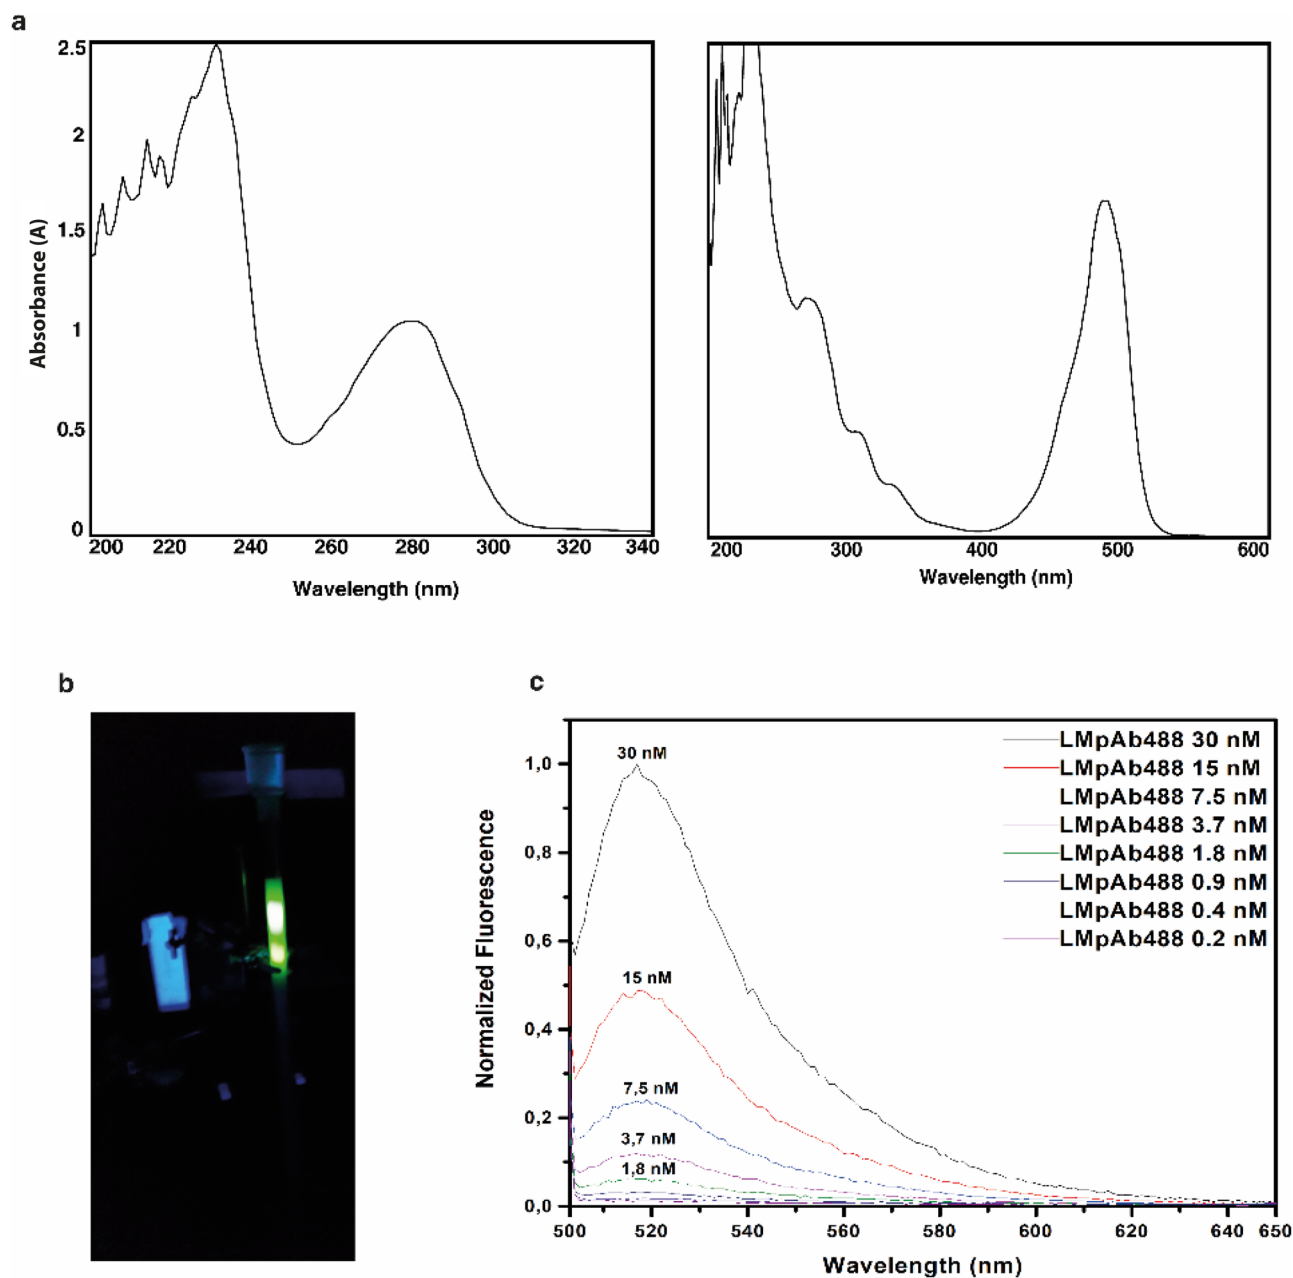 a
2.5
2
1.5
1
0.5
0
Absorbance (A)
200 220 240 260 280 300 320 340
Wavelength (nm)
200 300 400 500 600
Wavelength (nm)
b
c
1,0
0,8
0,6
0,4
0,2
0,0
Normalized Fluorescence
30 nM
15 nM
7,5 nM
3,7 nM
1,8 nM
LMpAb488 30 nM
LMpAb488 15 nM
LMpAb488 7.5 nM
LMpAb488 3.7 nM
LMpAb488 1.8 nM
LMpAb488 0.9 nM
LMpAb488 0.4 nM
LMpAb488 0.2 nM
500 520 540 560 580 600 620 640 650
Wavelength (nm)